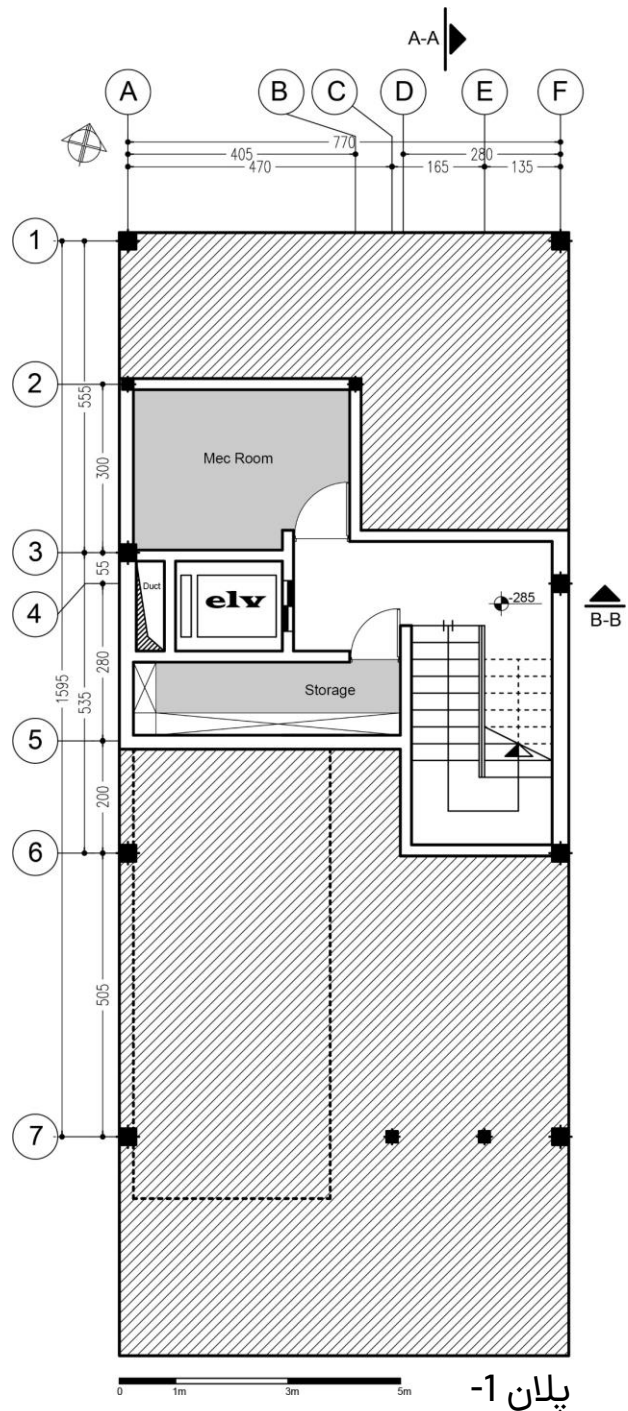 A-A
A B C D E F
770
405 280
470 165 135
1
2
555
300
Mec Room
3
55
Duct
elv
-285
4
B-B
280
1595
535
Storage
5
200
6
505
7
0 1m 3m 5m
پلان 1-